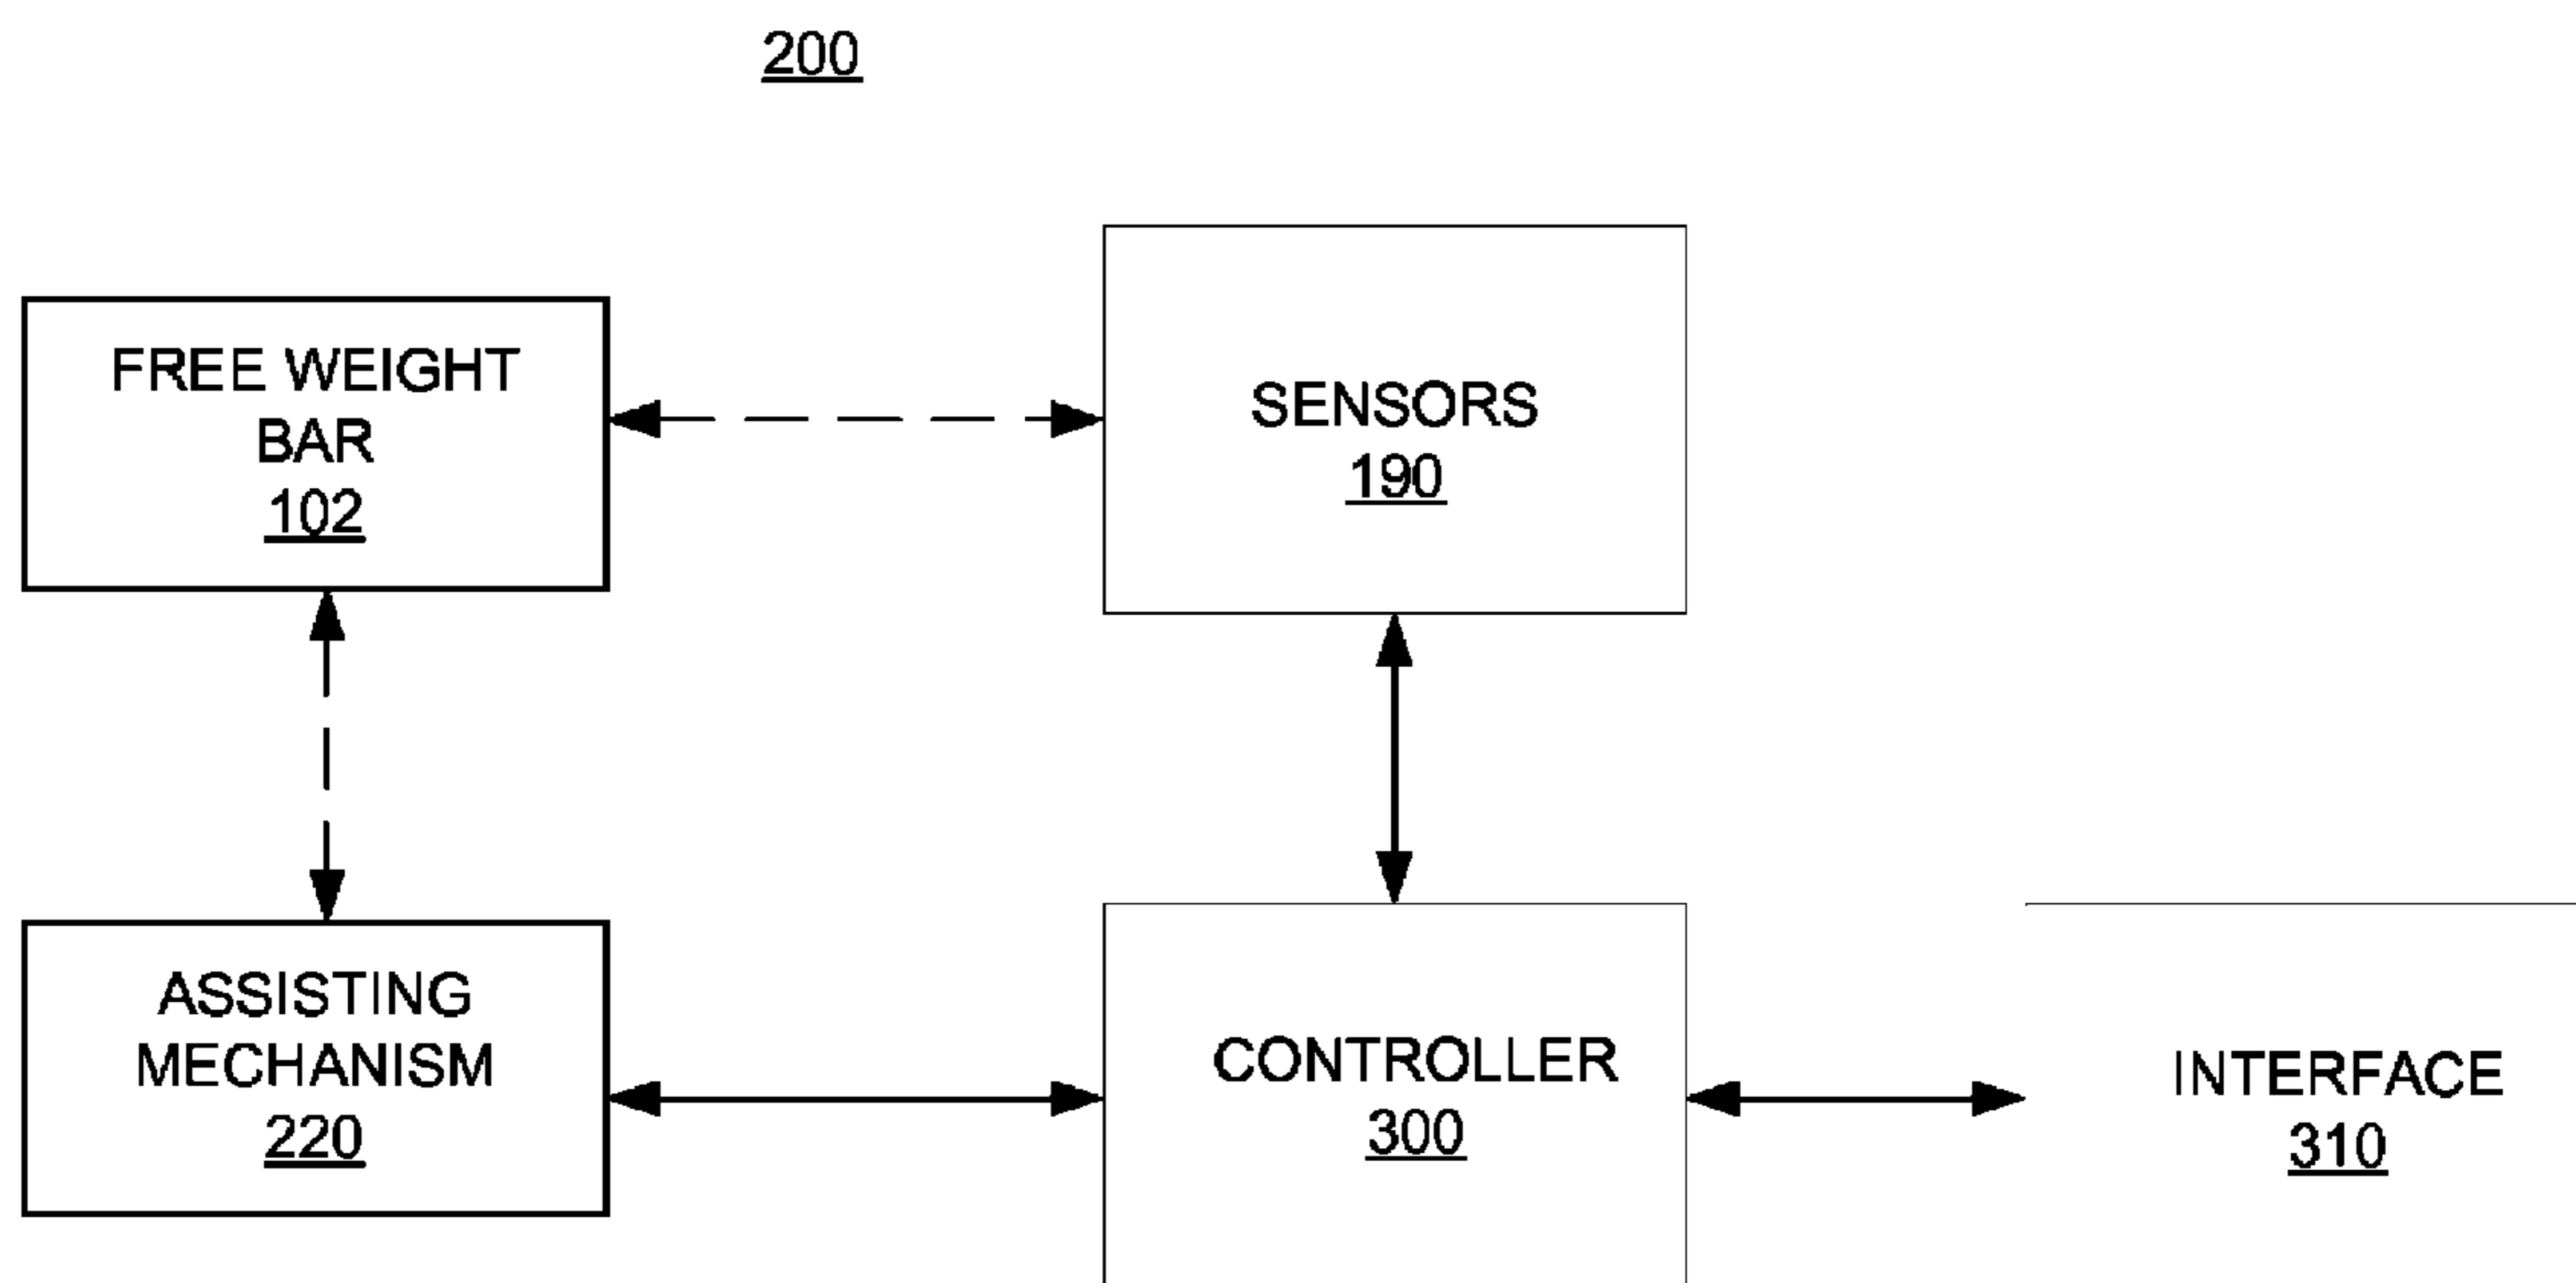 200
FREE WEIGHT
BAR
102
SENSORS
190
ASSISTING
MECHANISM
220
CONTROLLER
300
INTERFACE
310